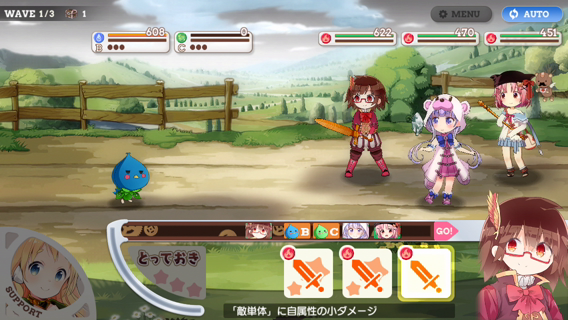 WAVE 1/3 1
MENU
AUTO
608
B
0
C
622
470
451
B
C
GO!
とっておき
SUPPORT
「敵単体」に自属性の小ダメージ